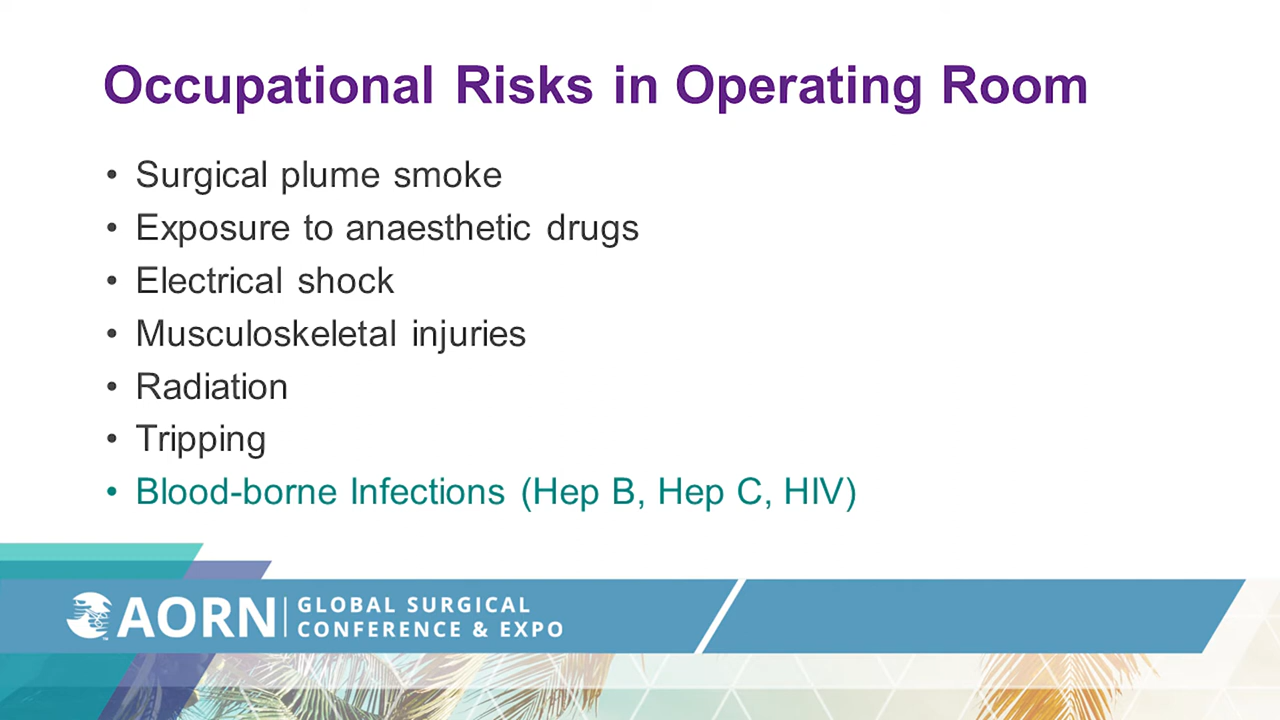 Occupational Risks in Operating Room
• Surgical plume smoke
• Exposure to anaesthetic drugs
• Electrical shock
• Musculoskeletal injuries
• Radiation
• Tripping
• Blood-borne Infections (Hep B, Hep C, HIV)
AORN
GLOBAL SURGICAL
CONFERENCE & EXPO